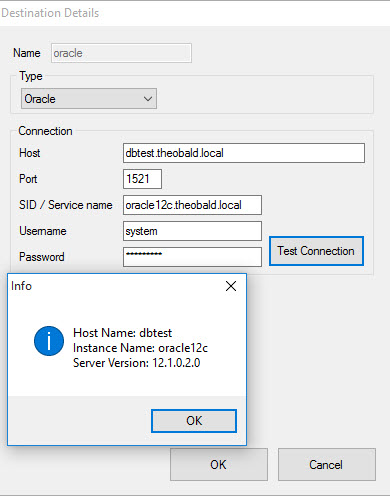 Destination Details
Name oracle
Type
Oracle
Connection
Host dbtest.theobald.local
Port 1521
SID / Service name oracle12c.theobald.local
Username system
Password *********
Test Connection
Info
Host Name: dbtest
Instance Name: oracle12c
Server Version: 12.1.0.2.0
OK
OK Cancel